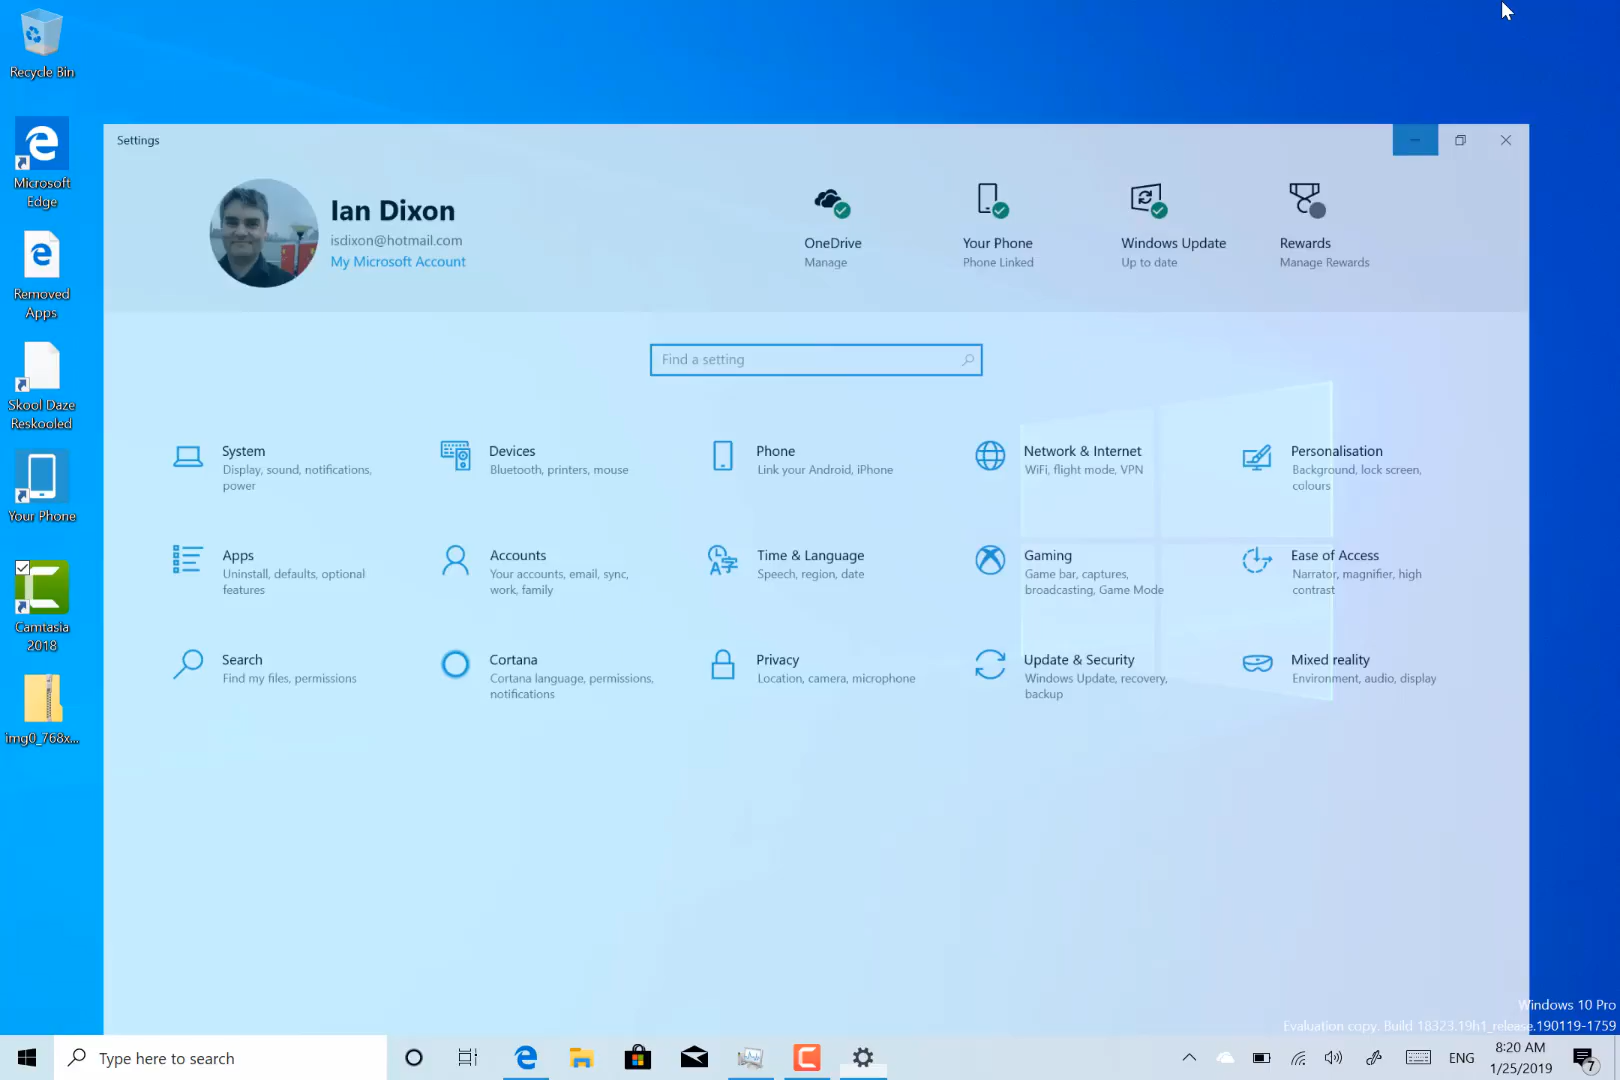 Recycle Bin
Microsoft
Edge
Removed
Apps
Skool Daze
Reskooled
Your Phone
Camtasia
2018
img0_768x...
Settings
Ian Dixon
isdixon@hotmail.com
My Microsoft Account
OneDrive
Manage
Your Phone
Phone Linked
Windows Update
Up to date
Rewards
Manage Rewards
Find a setting
System
Display, sound, notifications,
power
Devices
Bluetooth, printers, mouse
Phone
Link your Android, iPhone
Network & Internet
WiFi, flight mode, VPN
Personalisation
Background, lock screen,
colours
Apps
Uninstall, defaults, optional
features
Accounts
Your accounts, email, sync,
work, family
Time & Language
Speech, region, date
Gaming
Game bar, captures,
broadcasting, Game Mode
Ease of Access
Narrator, magnifier, high
contrast
Search
Find my files, permissions
Cortana
Cortana language, permissions,
notifications
Privacy
Location, camera, microphone
Update & Security
Windows Update, recovery,
backup
Mixed reality
Environment, audio, display
Windows 10 Pro
Evaluation copy. Build 18323.19h1_release.190119-1759
Type here to search
ENG
8:20 AM
1/25/2019
7